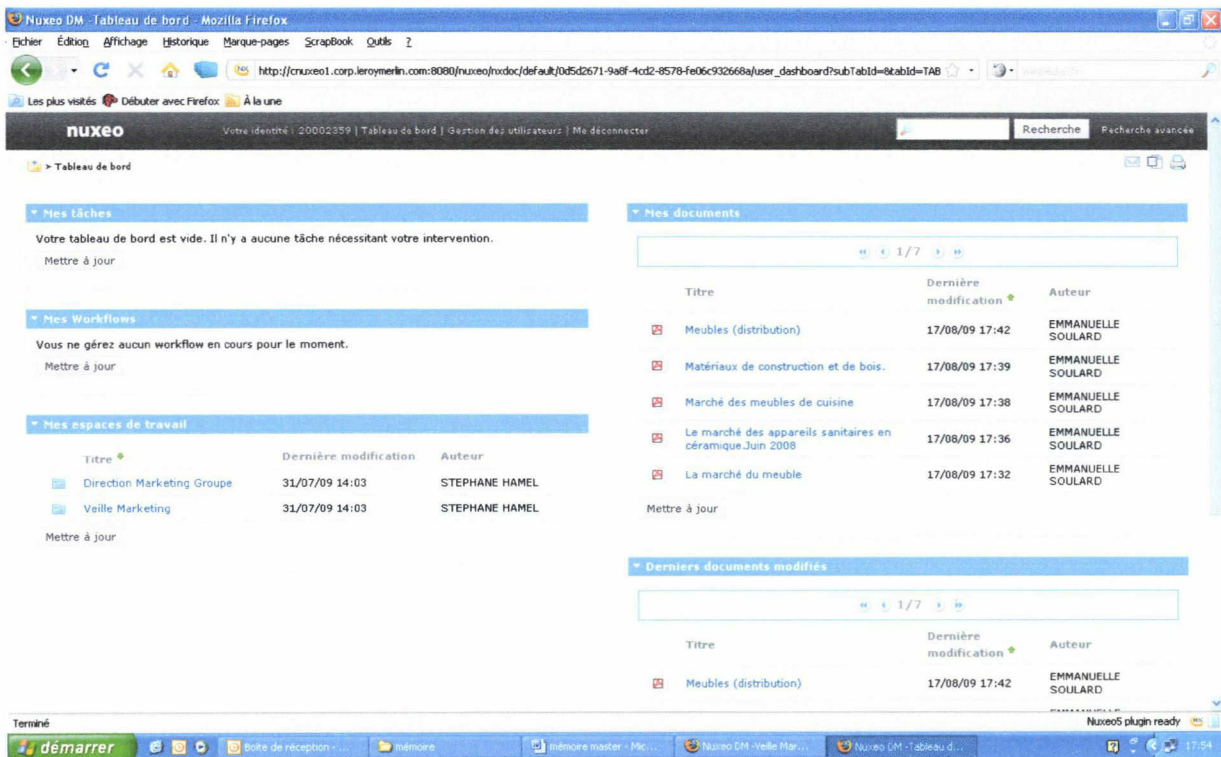 Nuxeo DM -Tableau de bord - Mozilla Firefox
Fichier Édition Affichage Historique Marque-pages ScrapBook Outils ?
http://cnuxeo1.corp.leroymerlin.com:8080/nuxeo/nxdoc/default/0d5d2671-9a8f-4cd2-8578-fe06c932668a/user_dashboard?subTabId=&tabId=TAB
Les plus visités Débuter avec Firefox À la une
nuxeo Votre identité : 20002359 | Tableau de bord | Gestion des utilisateurs | Me déconnecter Recherche Recherche avancée
> Tableau de bord
Mes tâches
Votre tableau de bord est vide. Il n'y a aucune tâche nécessitant votre intervention.
Mettre à jour
Mes Workflows
Vous ne gérez aucun workflow en cours pour le moment.
Mettre à jour
Mes espaces de travail
Titre Dernière modification Auteur
Direction Marketing Groupe 31/07/09 14:03 STEPHANE HAMEL
Veille Marketing 31/07/09 14:03 STEPHANE HAMEL
Mettre à jour
Mes documents
1/7
Titre Dernière modification Auteur
Meubles (distribution) 17/08/09 17:42 EMMANUELLE SOULARD
Matériaux de construction et de bois. 17/08/09 17:39 EMMANUELLE SOULARD
Marché des meubles de cuisine 17/08/09 17:38 EMMANUELLE SOULARD
Le marché des appareils sanitaires en céramique.Juin 2008 17/08/09 17:36 EMMANUELLE SOULARD
La marché du meuble 17/08/09 17:32 EMMANUELLE SOULARD
Mettre à jour
Derniers documents modifiés
1/7
Titre Dernière modification Auteur
Meubles (distribution) 17/08/09 17:42 EMMANUELLE SOULARD
Terminé Nuxeo5 plugin ready
démarrer Boîte de réception - ... mémoire mémoire master - Mic... Nuxeo DM -Veille Mar... Nuxeo DM -Tableau d... 17:54